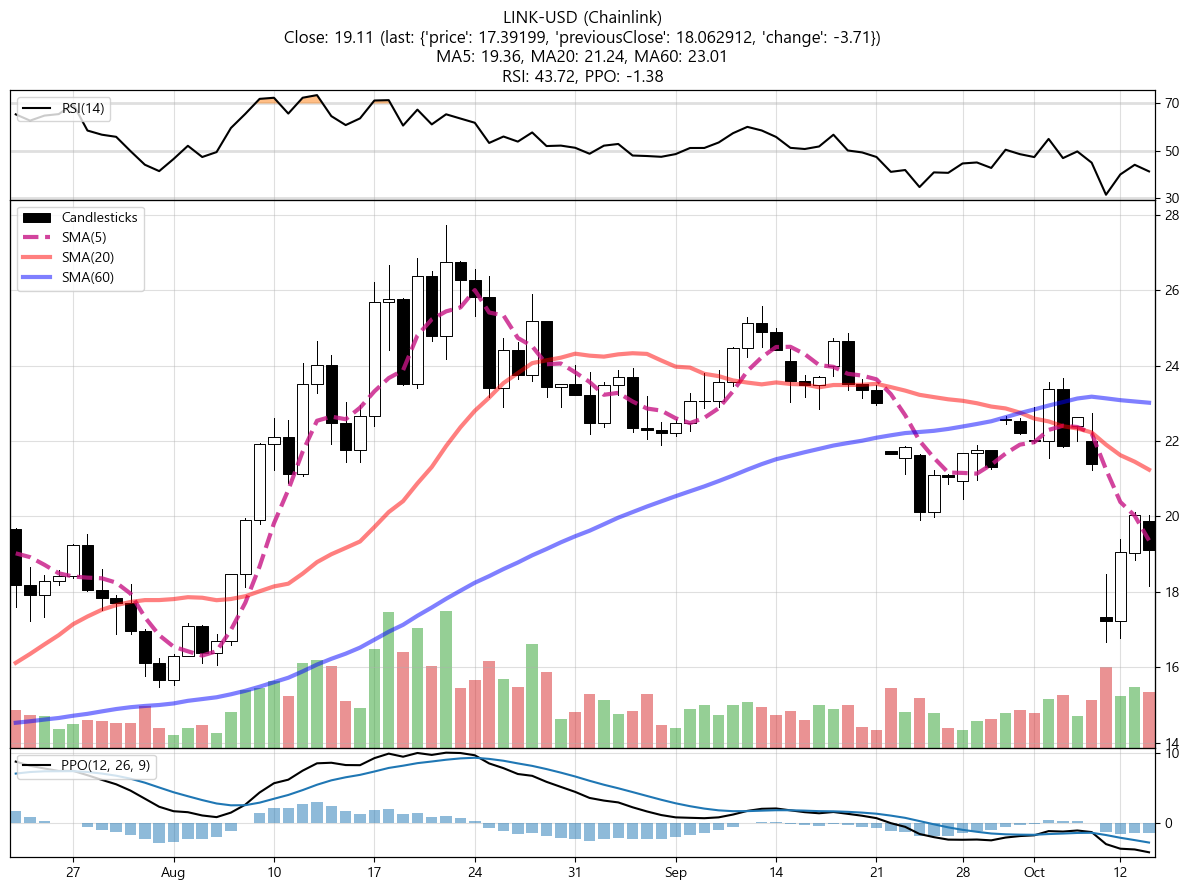 LINK-USD (Chainlink)
Close: 19.11 (last: {'price': 17.39199, 'previousClose': 18.062912, 'change': -3.71})
MA5: 19.36, MA20: 21.24, MA60: 23.01
RSI: 43.72, PPO: -1.38
RSI(14)
70
50
30
Candlesticks
SMA(5)
SMA(20)
SMA(60)
28
26
24
22
20
18
16
14
PPO(12, 26, 9)
10
0
27 Aug 10 17 24 31 Sep 14 21 28 Oct 12